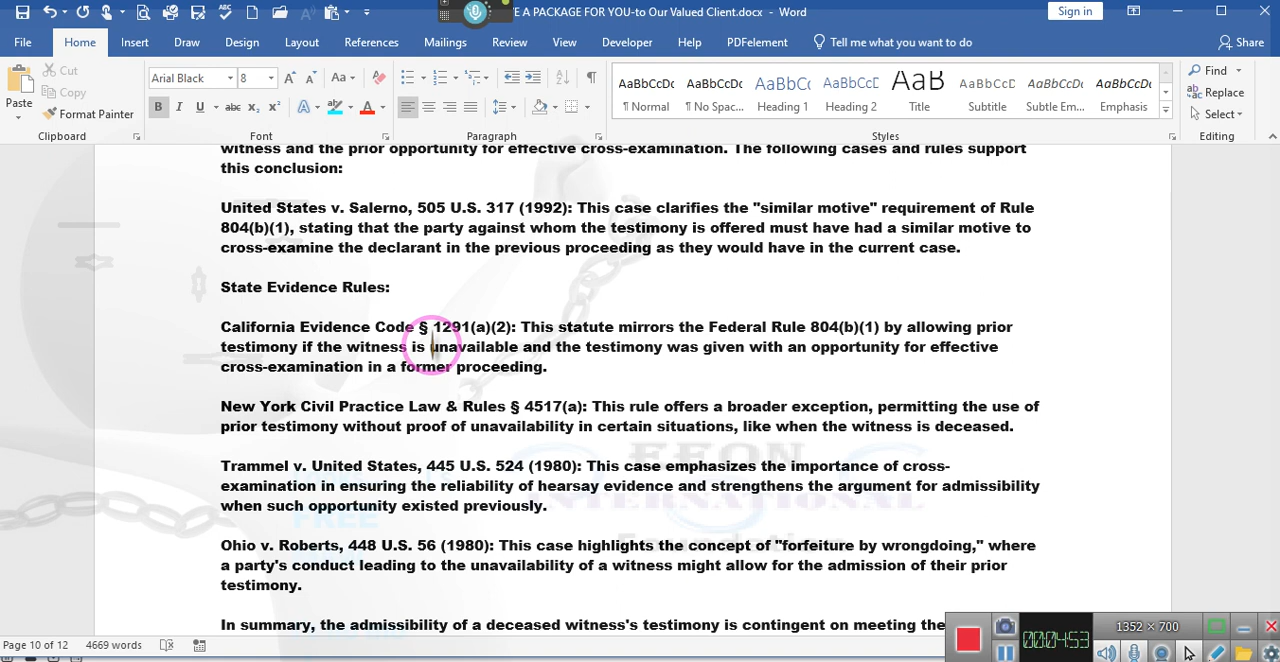 VE A PACKAGE FOR YOU-to Our Valued Client.docx - Word
Sign in
File Home Insert Draw Design Layout References Mailings Review View Developer Help PDFelement Tell me what you want to do Share
Paste
Cut
Copy
Format Painter
Arial Black 8
Aa
B I U abc X₂ X² A ab A
AaBbCcDc AaBbCcDc AaBbCc AaBbCcD AaB AaBbCcD AaBbCcDc AaBbCcDc
¶ Normal ¶ No Spac... Heading 1 Heading 2 Title Subtitle Subtle Em... Emphasis
Find
Replace
Select
Clipboard Font Paragraph Styles Editing
witness and the prior opportunity for effective cross-examination. The following cases and rules support
this conclusion:
United States v. Salerno, 505 U.S. 317 (1992): This case clarifies the "similar motive" requirement of Rule
804(b)(1), stating that the party against whom the testimony is offered must have had a similar motive to
cross-examine the declarant in the previous proceeding as they would have in the current case.
State Evidence Rules:
California Evidence Code § 1291(a)(2): This statute mirrors the Federal Rule 804(b)(1) by allowing prior
testimony if the witness is unavailable and the testimony was given with an opportunity for effective
cross-examination in a former proceeding.
New York Civil Practice Law & Rules § 4517(a): This rule offers a broader exception, permitting the use of
prior testimony without proof of unavailability in certain situations, like when the witness is deceased.
Trammel v. United States, 445 U.S. 524 (1980): This case emphasizes the importance of cross-
examination in ensuring the reliability of hearsay evidence and strengthens the argument for admissibility
when such opportunity existed previously.
Ohio v. Roberts, 448 U.S. 56 (1980): This case highlights the concept of "forfeiture by wrongdoing," where
a party's conduct leading to the unavailability of a witness might allow for the admission of their prior
testimony.
In summary, the admissibility of a deceased witness's testimony is contingent on meeting the
INTERNATIONAL
FREE
Page 10 of 12 4669 words
00:04:53
1352 × 700